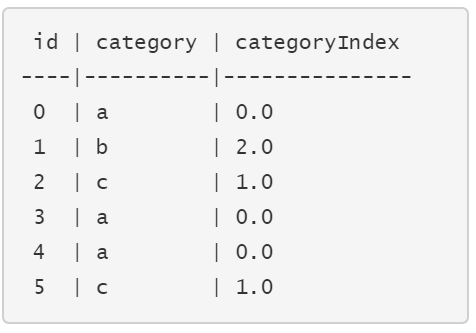 id | category | categoryIndex
----|----------|---------------
 0  | a        | 0.0
 1  | b        | 2.0
 2  | c        | 1.0
 3  | a        | 0.0
 4  | a        | 0.0
 5  | c        | 1.0